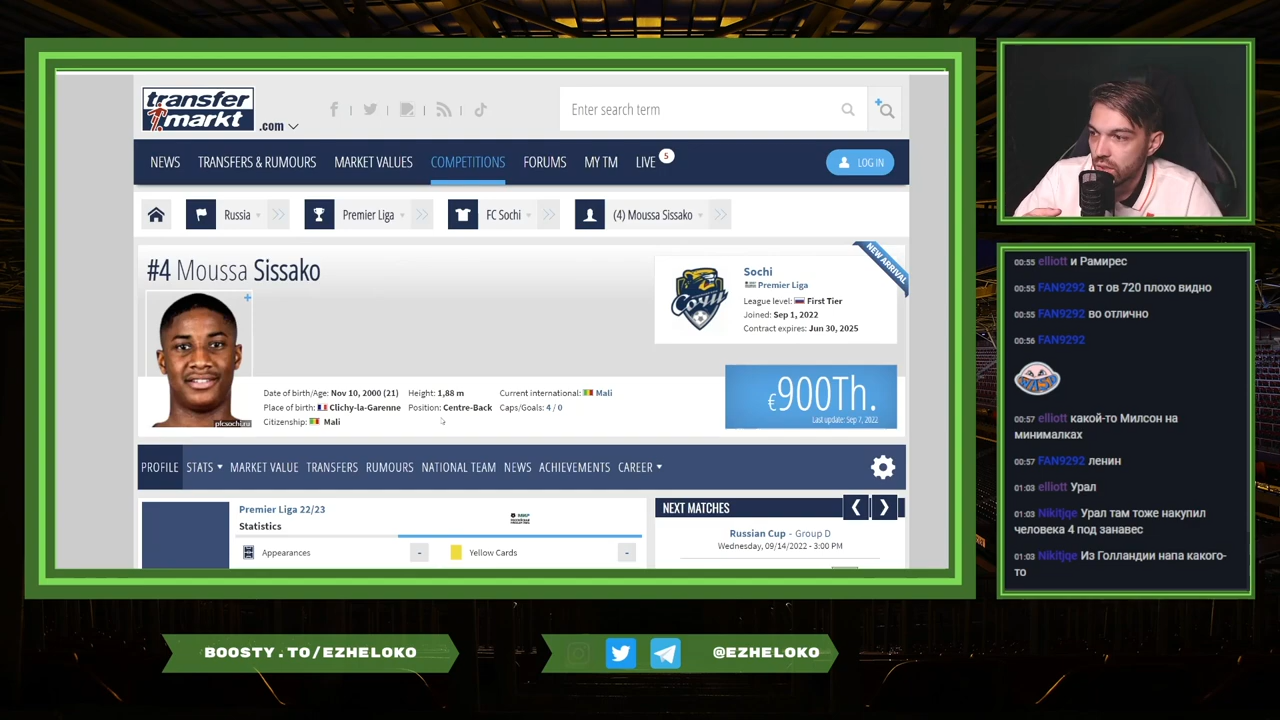 transfer
markt
.com
Enter search term
NEWS TRANSFERS & RUMOURS MARKET VALUES COMPETITIONS FORUMS MY TM LIVE 5
LOG IN
Russia Premier Liga FC Sochi (4) Moussa Sissako
#4 Moussa Sissako
pfcsochi.ru
Date of birth/Age: Nov 10, 2000 (21)
Place of birth: Clichy-la-Garenne
Citizenship: Mali
Height: 1,88 m
Position: Centre-Back
Current international: Mali
Caps/Goals: 4 / 0
NEW ARRIVAL
Сочи
Sochi
Premier Liga
League level: First Tier
Joined: Sep 1, 2022
Contract expires: Jun 30, 2025
€900Th.
Last update: Sep 7, 2022
PROFILE STATS MARKET VALUE TRANSFERS RUMOURS NATIONAL TEAM NEWS ACHIEVEMENTS CAREER
Premier Liga 22/23
Statistics
Appearances -
Yellow Cards -
NEXT MATCHES
Russian Cup - Group D
Wednesday, 09/14/2022 - 3:00 PM
00:55 elliott и Рамирес
00:55 FAN9292 а т ов 720 плохо видно
00:55 FAN9292 во отлично
00:56 FAN9292
00:57 elliott какой-то Милсон на
минималках
00:57 FAN9292 ленин
01:03 elliott Урал
01:03 Nikitjqe Урал там тоже накупил
человека 4 под занавес
01:03 Nikitjqe Из Голландии напа какого-
то
BOOSTY.TO/EZHELOKO
@EZHELOKO